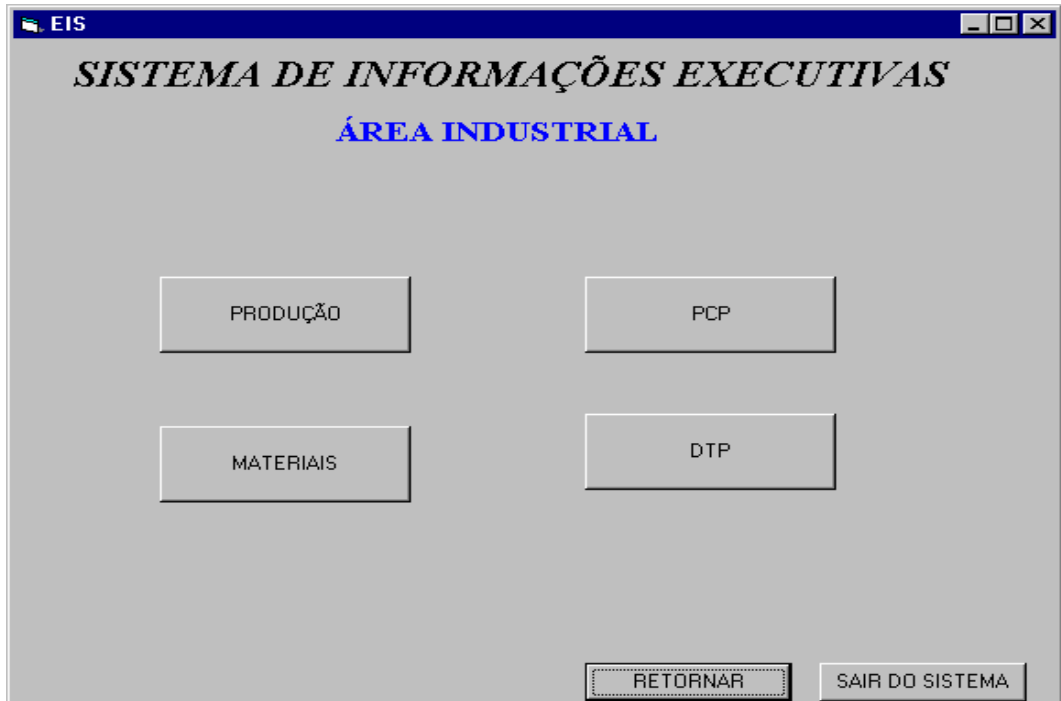 EIS
SISTEMA DE INFORMAÇÕES EXECUTIVAS
ÁREA INDUSTRIAL
PRODUÇÃO
PCP
MATERIAIS
DTP
RETORNAR
SAIR DO SISTEMA